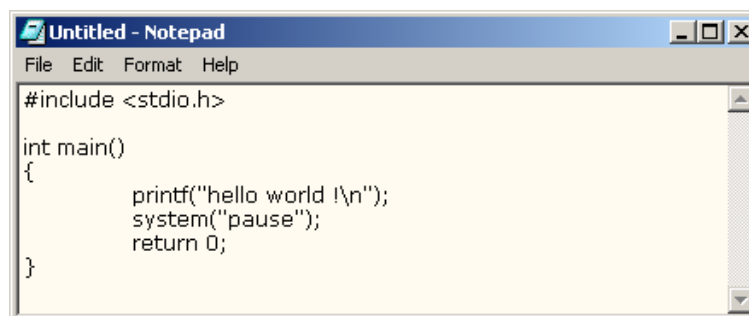 Untitled - Notepad
File Edit Format Help
#include <stdio.h>
int main()
{
printf("hello world !\n");
system("pause");
return 0;
}